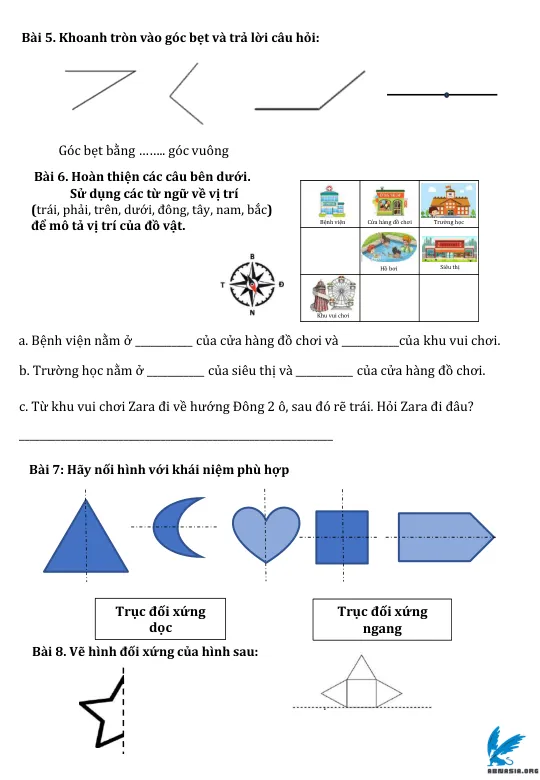 Bài 5. Khoanh tròn vào góc bẹt và trả lời câu hỏi:
Góc bẹt bằng …..... góc vuông
Bài 6. Hoàn thiện các câu bên dưới.
Sử dụng các từ ngữ về vị trí
(trái, phải, trên, dưới, đông, tây, nam, bắc)
để mô tả vị trí của đồ vật.
Bệnh viện
Cửa hàng đồ chơi
Trường học
Hồ bơi
Siêu thị
Khu vui chơi
B
T
Đ
N
a. Bệnh viện nằm ở __________ của cửa hàng đồ chơi và __________của khu vui chơi.
b. Trường học nằm ở __________ của siêu thị và __________ của cửa hàng đồ chơi.
c. Từ khu vui chơi Zara đi về hướng Đông 2 ô, sau đó rẽ trái. Hỏi Zara đi đâu?
Bài 7: Hãy nối hình với khái niệm phù hợp
Trục đối xứng
dọc
Trục đối xứng
ngang
Bài 8. Vẽ hình đối xứng của hình sau:
ABNASIA.ORG